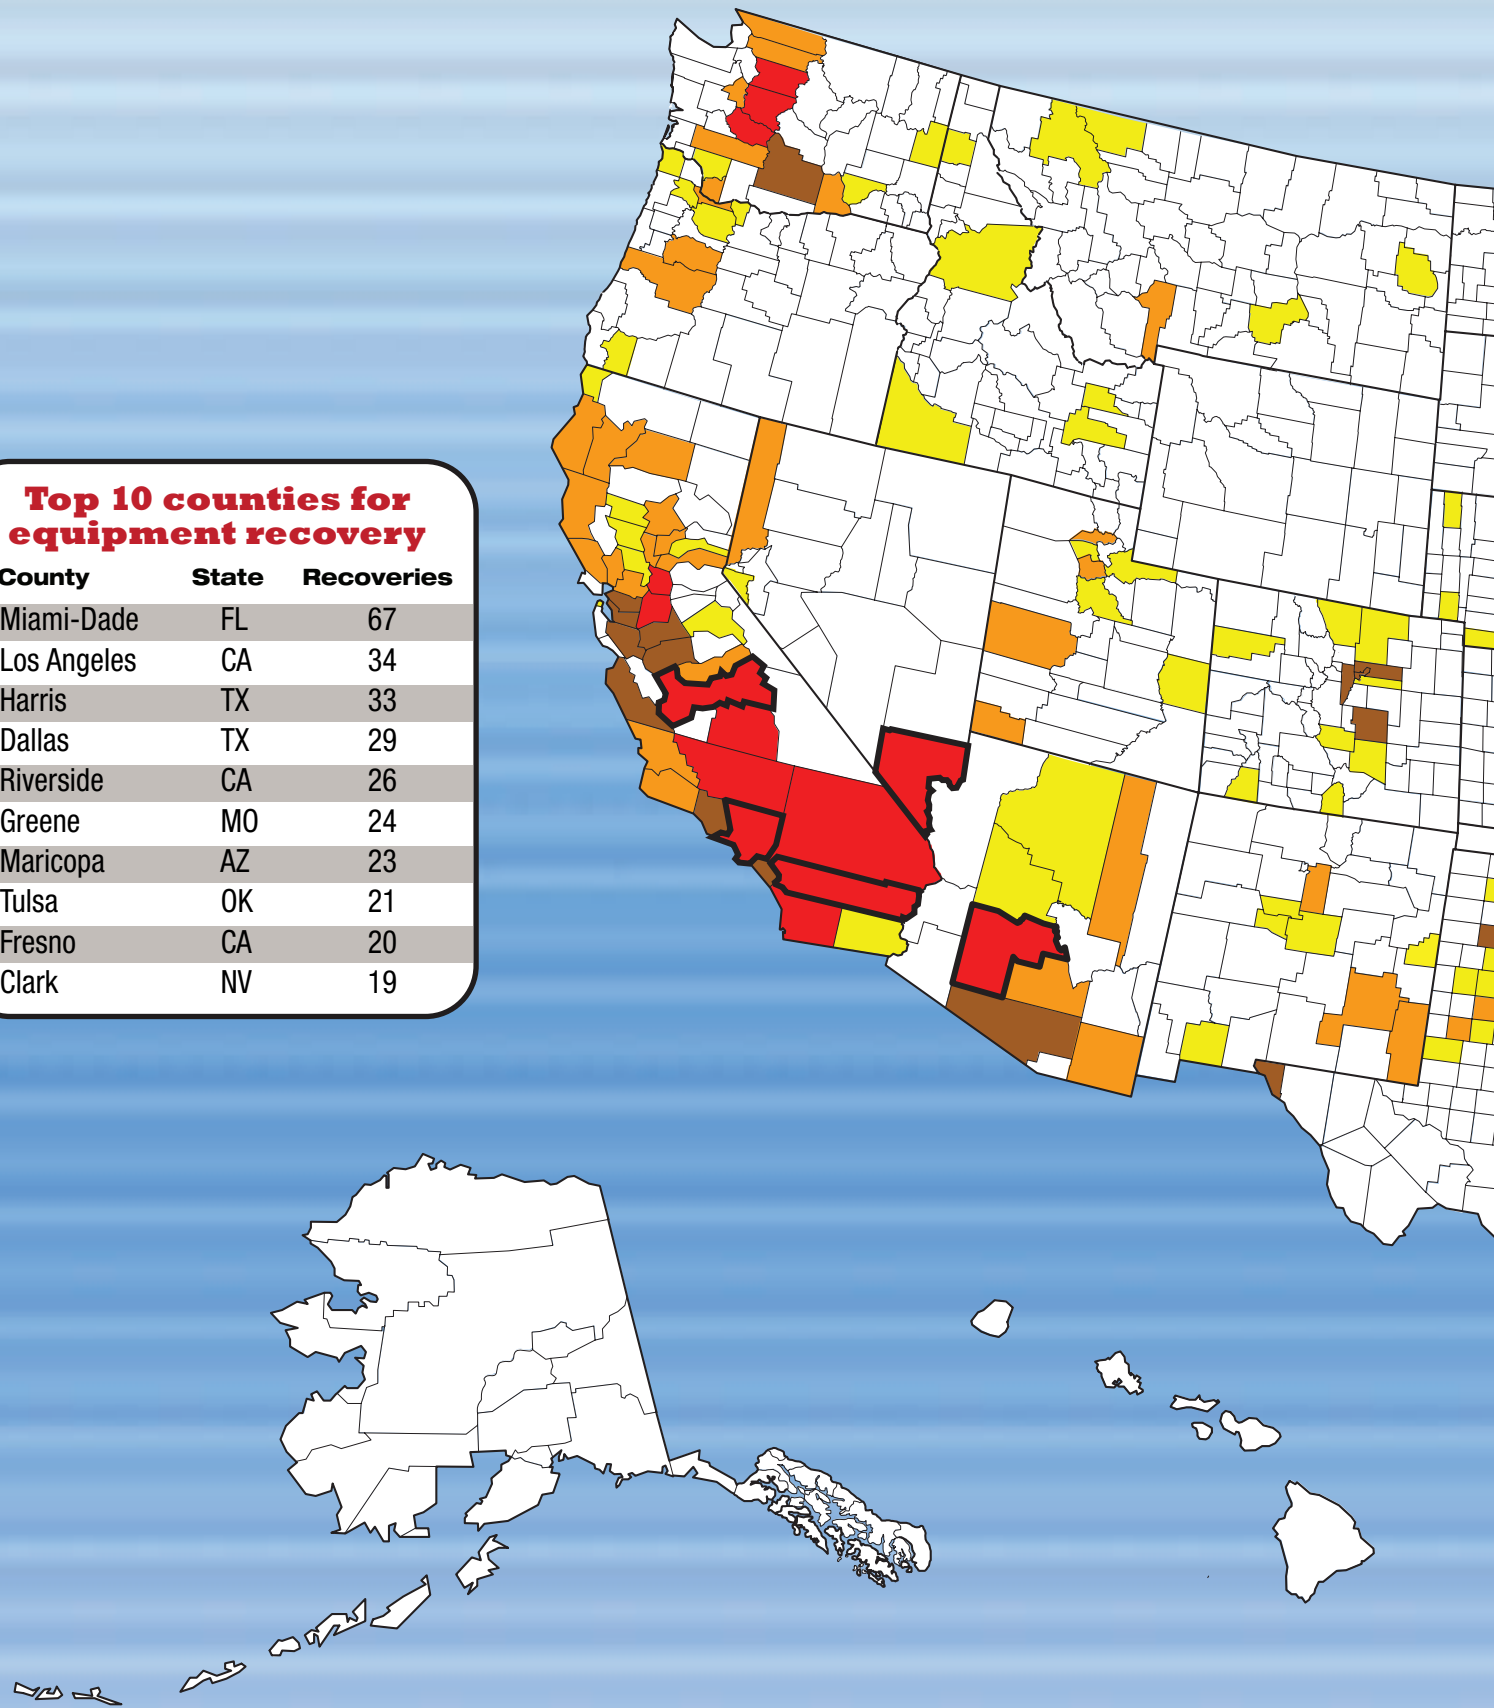 Top 10 counties for
equipment recovery
County State Recoveries
Miami-Dade FL 67
Los Angeles CA 34
Harris TX 33
Dallas TX 29
Riverside CA 26
Greene MO 24
Maricopa AZ 23
Tulsa OK 21
Fresno CA 20
Clark NV 19